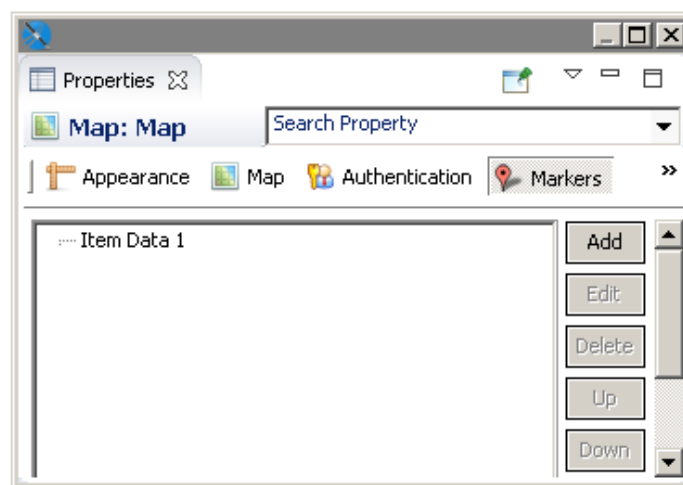 Properties
Map: Map
Search Property
Appearance Map Authentication Markers »
Item Data 1
Add
Edit
Delete
Up
Down